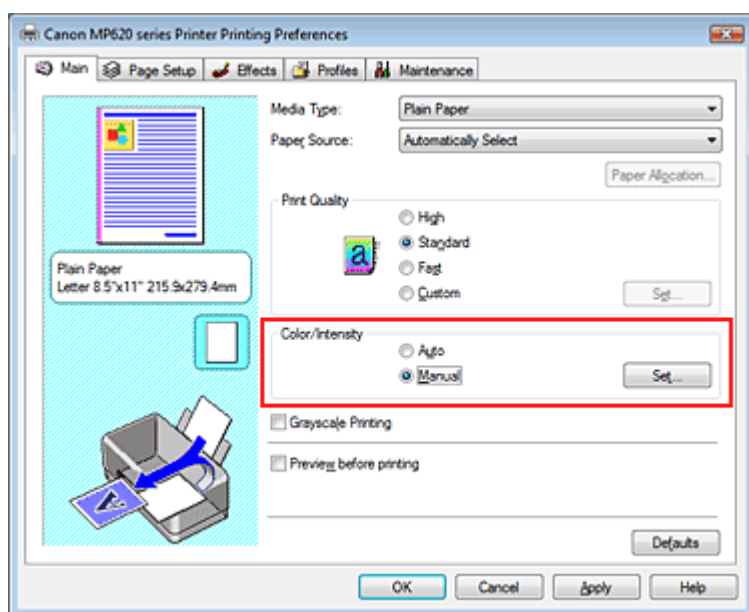 Canon MP620 series Printer Printing Preferences
Main Page Setup Effects Profiles Maintenance
Media Type: Plain Paper
Paper Source: Automatically Select
Paper Allocation...
Print Quality
High
a Standard
Fast
Custom Set...
Plain Paper
Letter 8.5"x11" 215.9x279.4mm
Color/Intensity
Auto
Manual Set...
Grayscale Printing
Preview before printing
A
Defaults
OK Cancel Apply Help